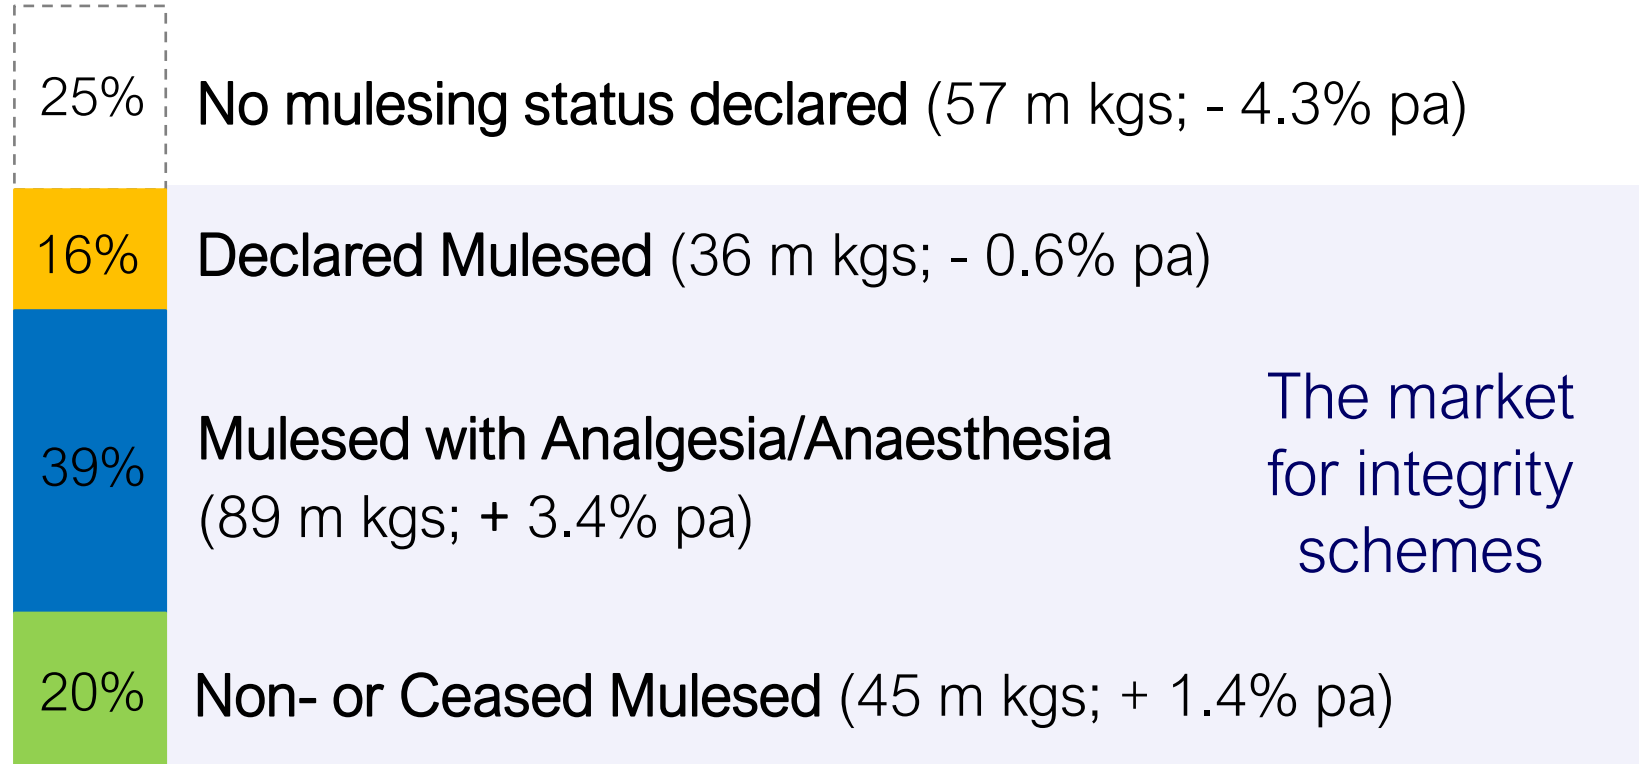 25%
No mulesing status declared (57 m kgs; - 4.3% pa)
16%
Declared Mulesed (36 m kgs; - 0.6% pa)
39%
Mulesed with Analgesia/Anaesthesia
(89 m kgs; + 3.4% pa)
The market
for integrity
schemes
20%
Non- or Ceased Mulesed (45 m kgs; + 1.4% pa)